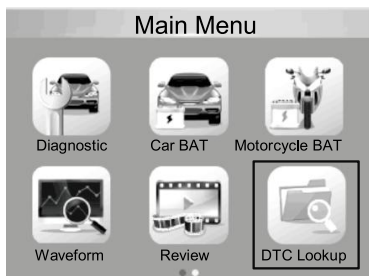 Main Menu
Diagnostic Car BAT Motorcycle BAT
Waveform Review DTC Lookup